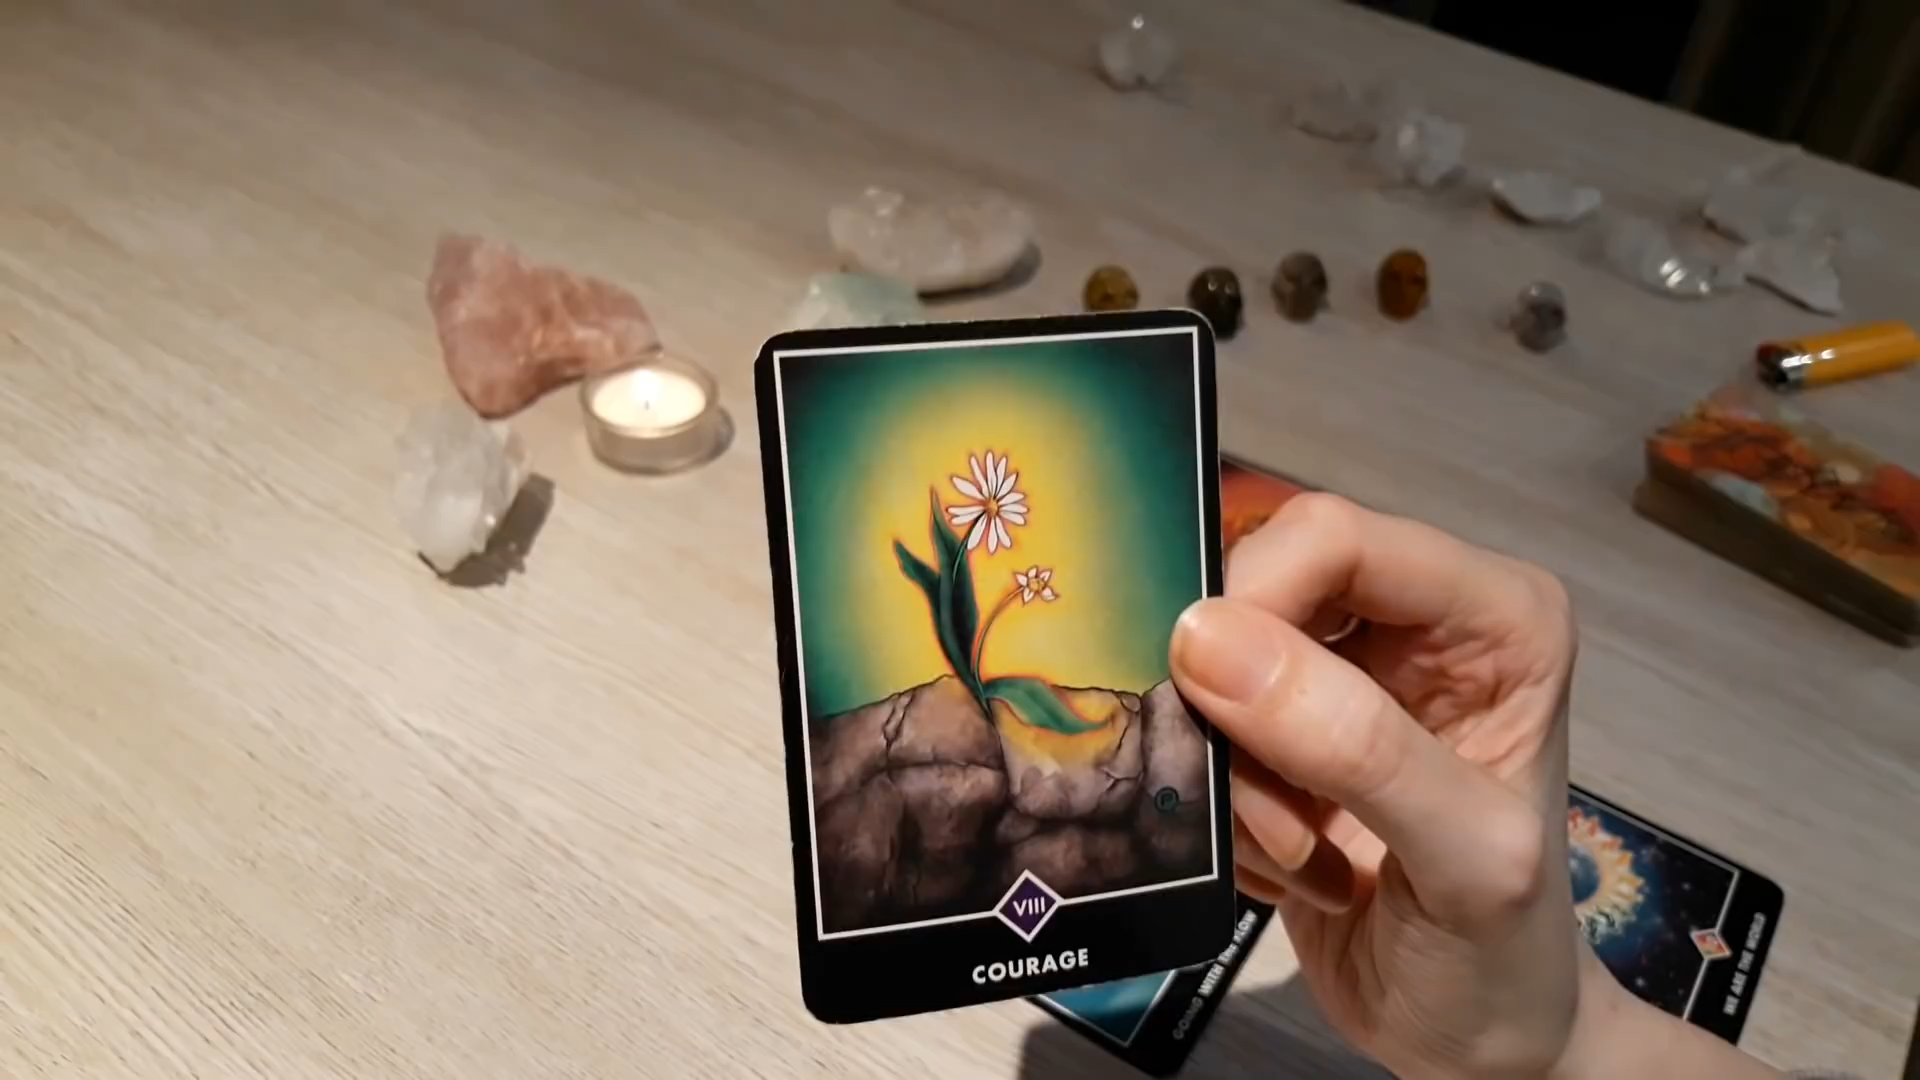 VIII
COURAGE
GOING WITH THE FLOW
WE ARE THE WORLD